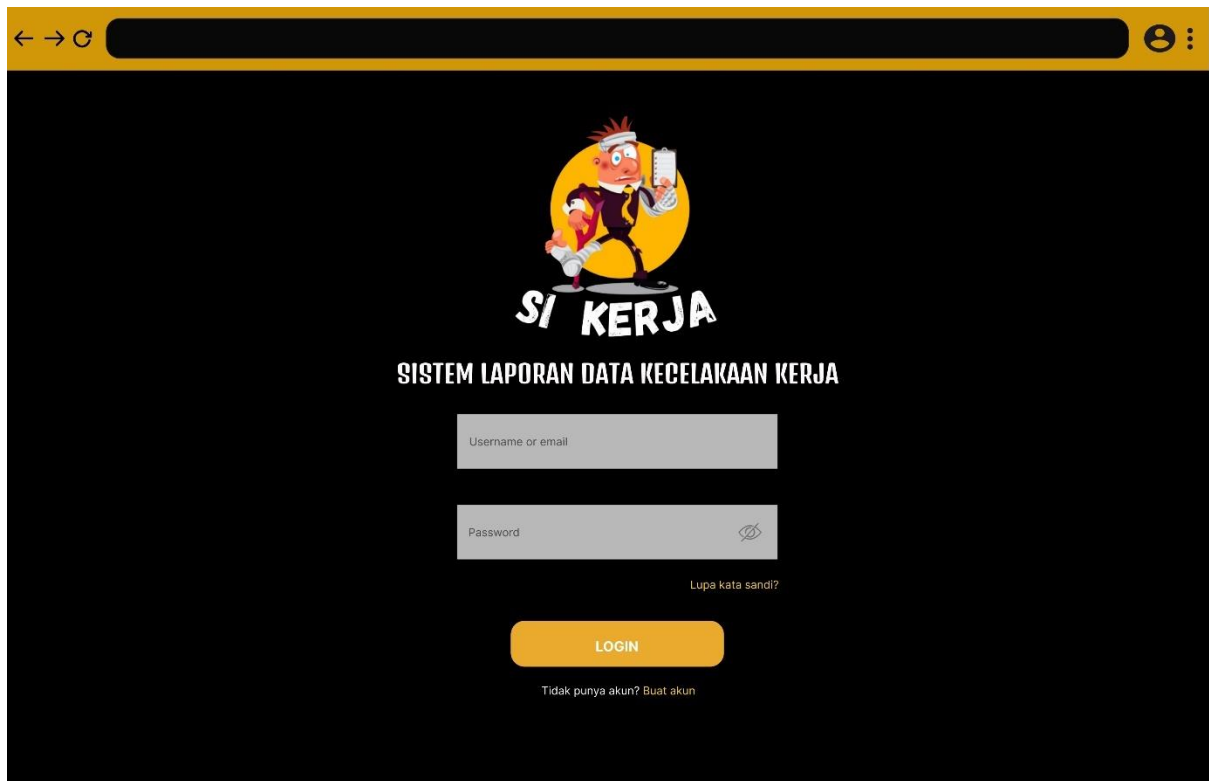 SI KERJA
SISTEM LAPORAN DATA KECELAKAAN KERJA
Username or email
Password
Lupa kata sandi?
LOGIN
Tidak punya akun? Buat akun